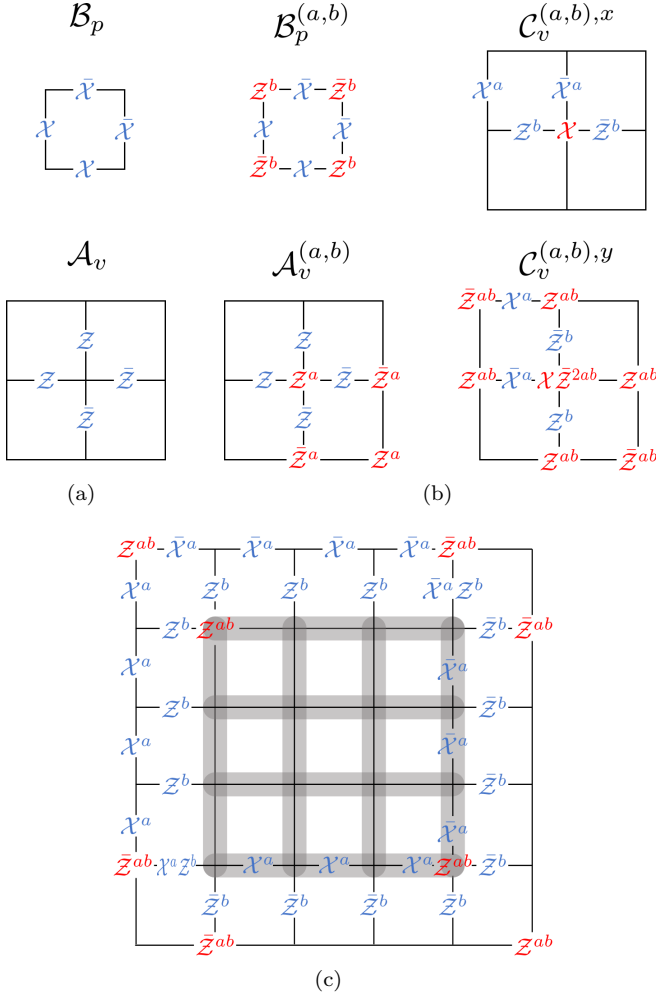 𝓑_p 𝓑_p^{(a,b)} 𝓒_v^{(a,b),x}
X̄ Z^b X̄ Z̄^b X^a X̄^a
X X̄ X X̄ Z^b X Z̄^b
X Z̄^b X Z^b
𝓐_v 𝓐_v^{(a,b)} 𝓒_v^{(a,b),y}
Z̄^{ab} X^a Z^{ab}
Z Z Z̄^b
Z Z̄ Z Z^a Z̄ Z̄^a Z^{ab} X̄^a XZ̄^{2ab} Z^{ab}
Z̄ Z̄ Z^b
Z̄^a Z^a Z^{ab} Z̄^{ab}
(a) (b)
Z^{ab} X̄^a X̄^a X̄^a X̄^a Z̄^{ab}
X^a Z^b Z^b Z^b X̄^a Z^b
Z^b Z^{ab} Z̄^b Z̄^{ab}
X^a X̄^a
Z^b Z̄^b
X^a X̄^a
Z^b Z̄^b
X^a X̄^a
Z̄^{ab} X^a Z^b X^a X^a X^a Z^{ab} Z̄^b
Z̄^b Z̄^b Z̄^b Z̄^b
Z̄^{ab} Z^{ab}
(c)